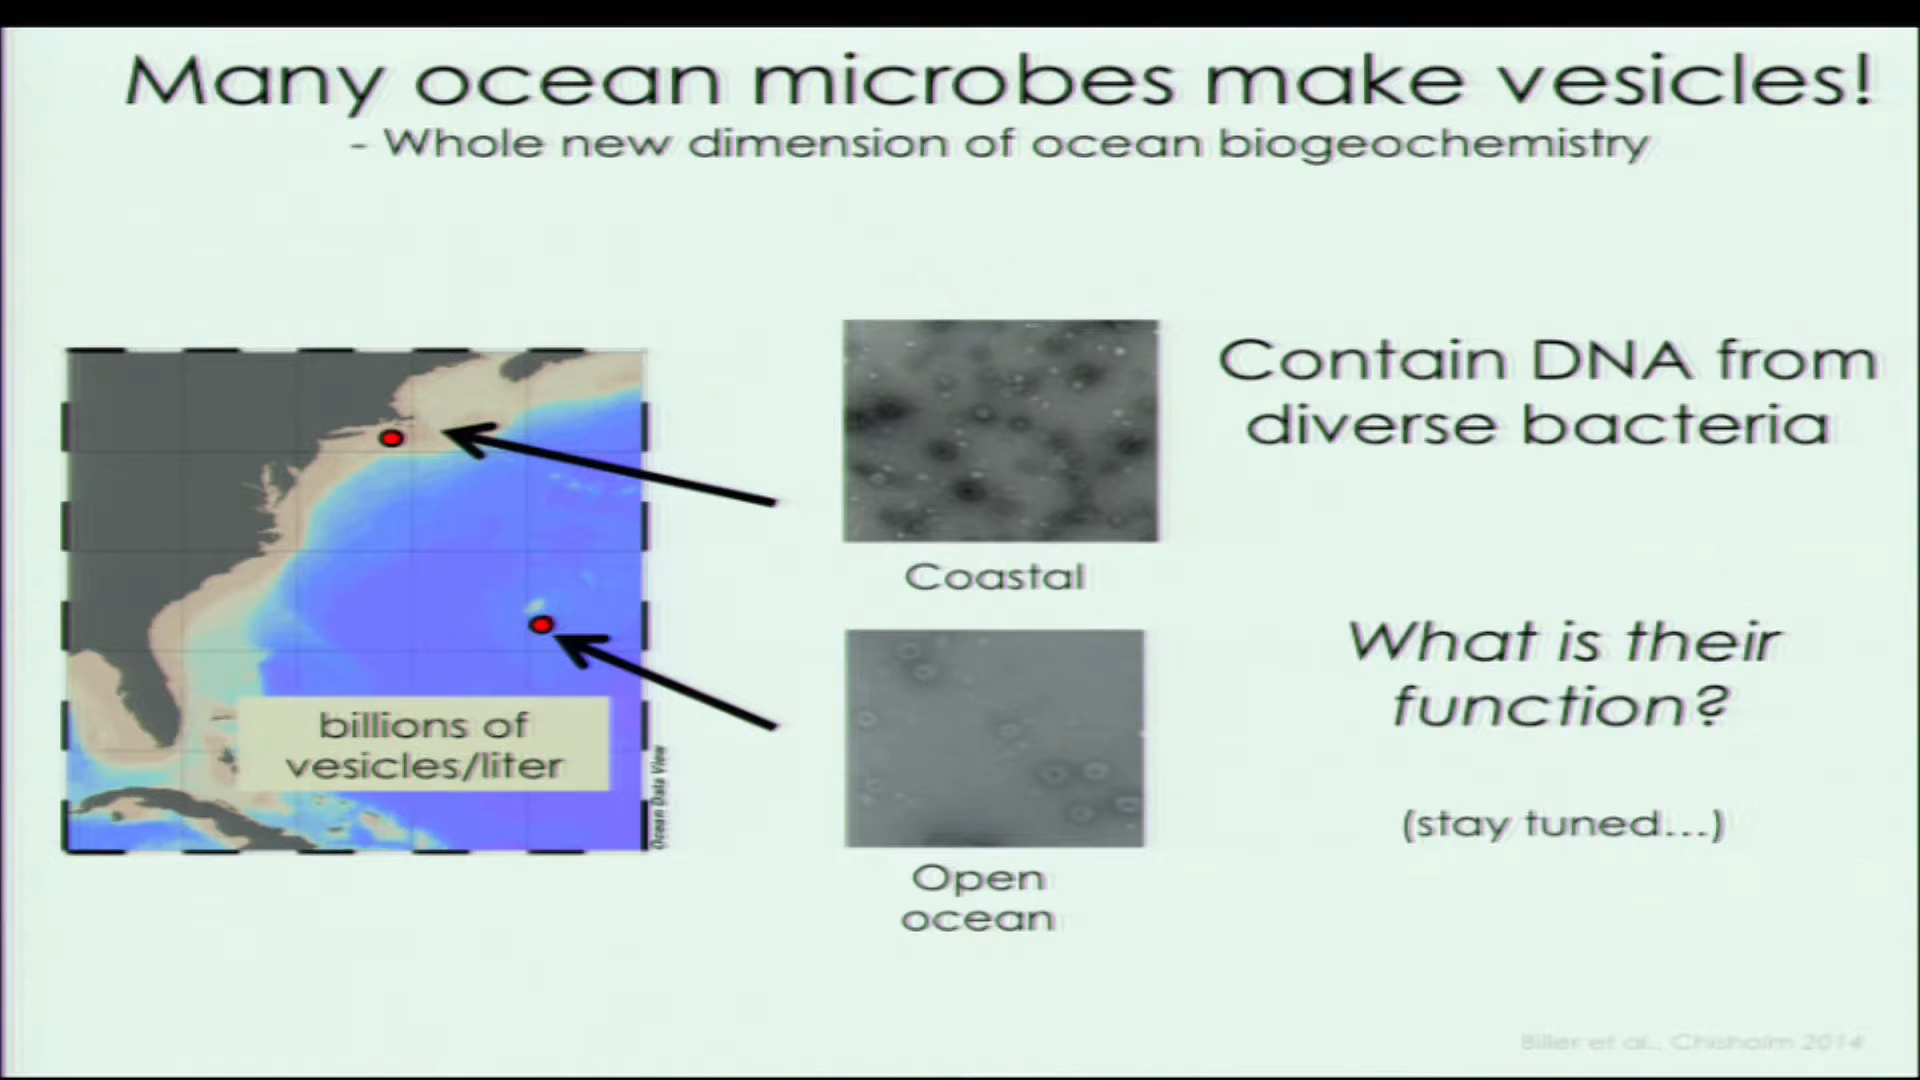 Many ocean microbes make vesicles!
- Whole new dimension of ocean biogeochemistry
Contain DNA from
diverse bacteria
Coastal
What is their
function?
billions of
vesicles/liter
Ocean Data View
(stay tuned...)
Open
ocean
Biller et al., Chisholm 2014